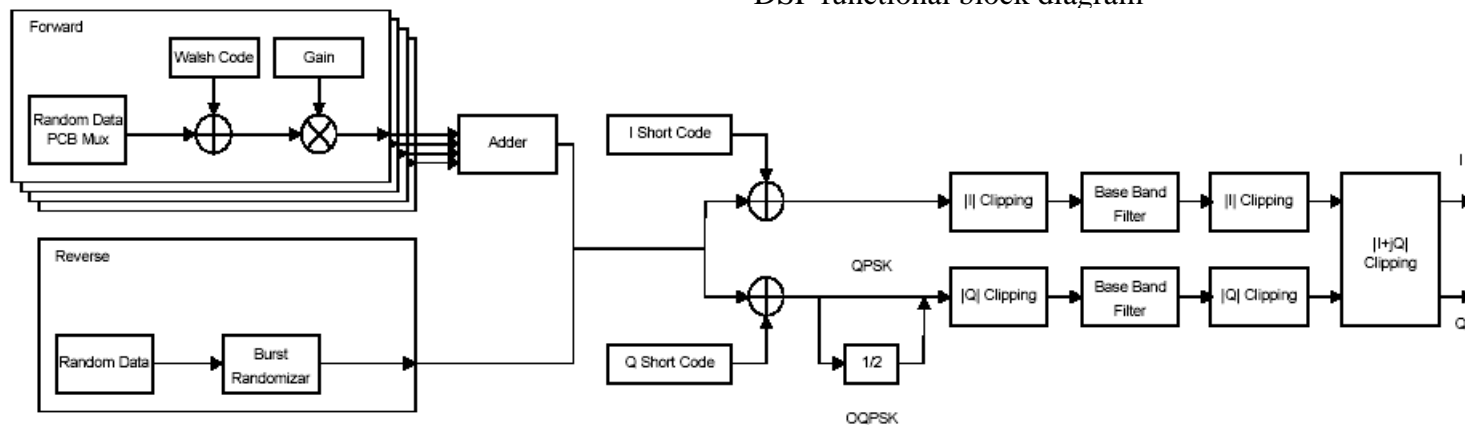 DSP functional block diagram
Forward
Walsh Code
Gain
Random Data
PCB Mux
Adder
I Short Code
|I| Clipping
Base Band
Filter
|I| Clipping
|I+jQ|
Clipping
I
Reverse
QPSK
|Q| Clipping
Base Band
Filter
|Q| Clipping
Q
Random Data
Burst
Randomizar
Q Short Code
1/2
OQPSK